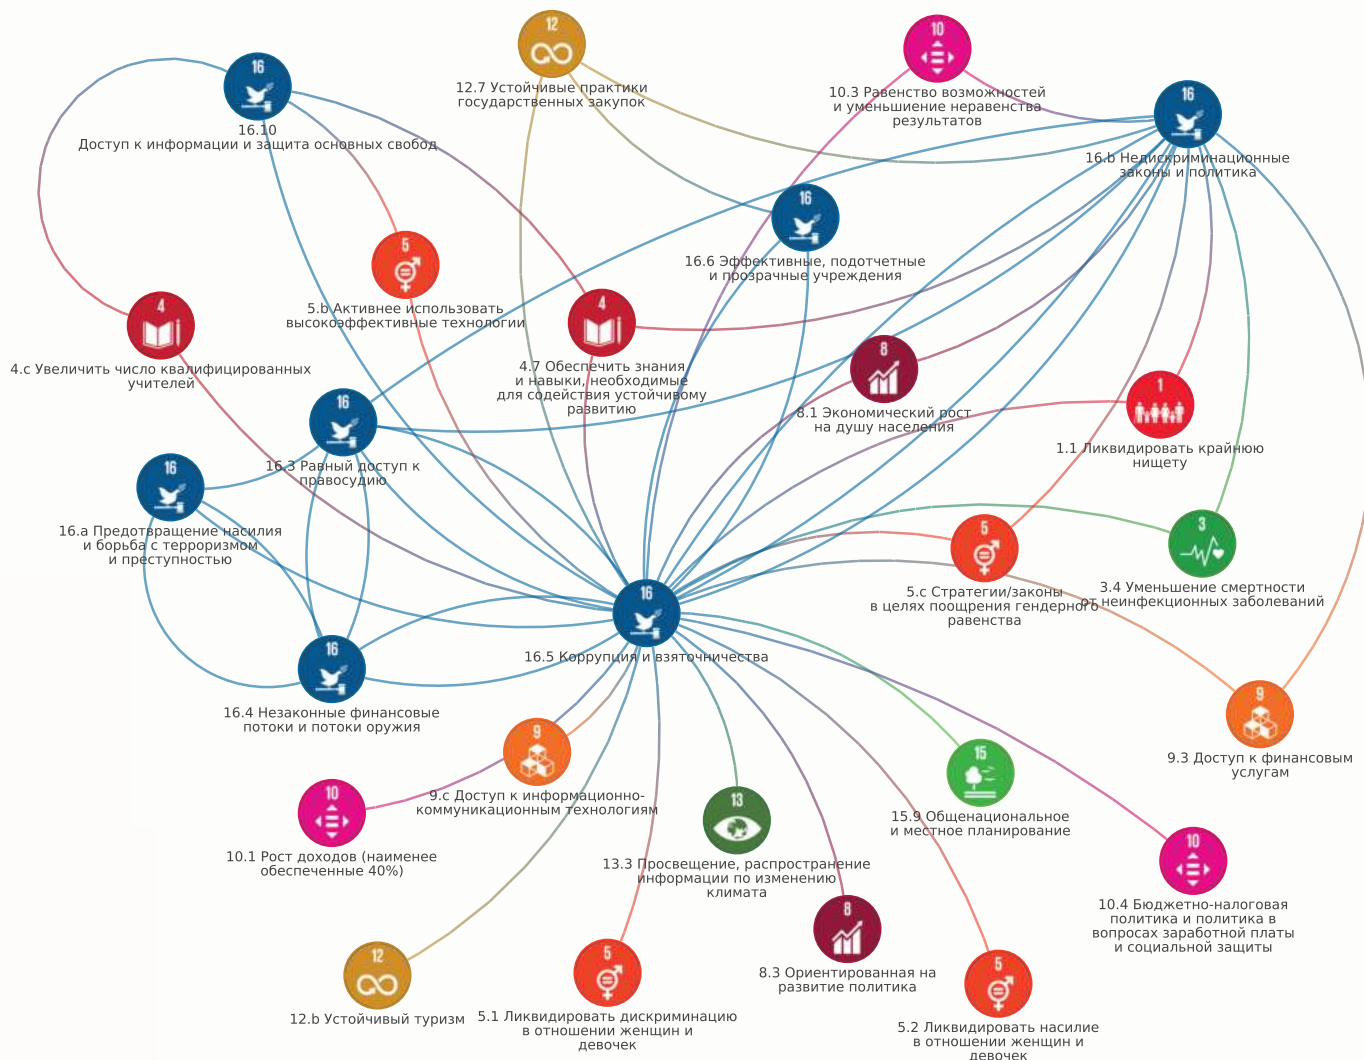 12
12.7 Устойчивые практики
государственных закупок
10
10.3 Равенство возможностей
и уменьшиение неравенства
результатов
16
16.10
Доступ к информации и защита основных свобод
16
16.b Недискриминационные
законы и политика
16
16.6 Эффективные, подотчетные
и прозрачные учреждения
5
5.b Активнее использовать
высокоэффективные технологии
4
4.c Увеличить число квалифицированных
учителей
4
4.7 Обеспечить знания
и навыки, необходимые
для содействия устойчивому
развитию
8
8.1 Экономический рост
на душу населения
1
1.1 Ликвидировать крайнюю
нищету
16
16.3 Равный доступ к
правосудию
16
16.a Предотвращение насилия
и борьба с терроризмом
и преступностью
5
5.c Стратегии/законы
в целях поощрения гендерного
равенства
3
3.4 Уменьшение смертности
от неинфекционных заболеваний
16
16.5 Коррупция и взяточничества
16
16.4 Незаконные финансовые
потоки и потоки оружия
9
9.3 Доступ к финансовым
услугам
9
9.c Доступ к информационно-
коммуникационным технологиям
15
15.9 Общенациональное
и местное планирование
10
10.1 Рост доходов (наименее
обеспеченные 40%)
13
13.3 Просвещение, распространение
информации по изменению
климата
10
10.4 Бюджетно-налоговая
политика и политика в
вопросах заработной платы
и социальной защиты
8
8.3 Ориентированная на
развитие политика
12
12.b Устойчивый туризм
5
5.1 Ликвидировать дискриминацию
в отношении женщин и
девочек
5
5.2 Ликвидировать насилие
в отношении женщин и
девочек